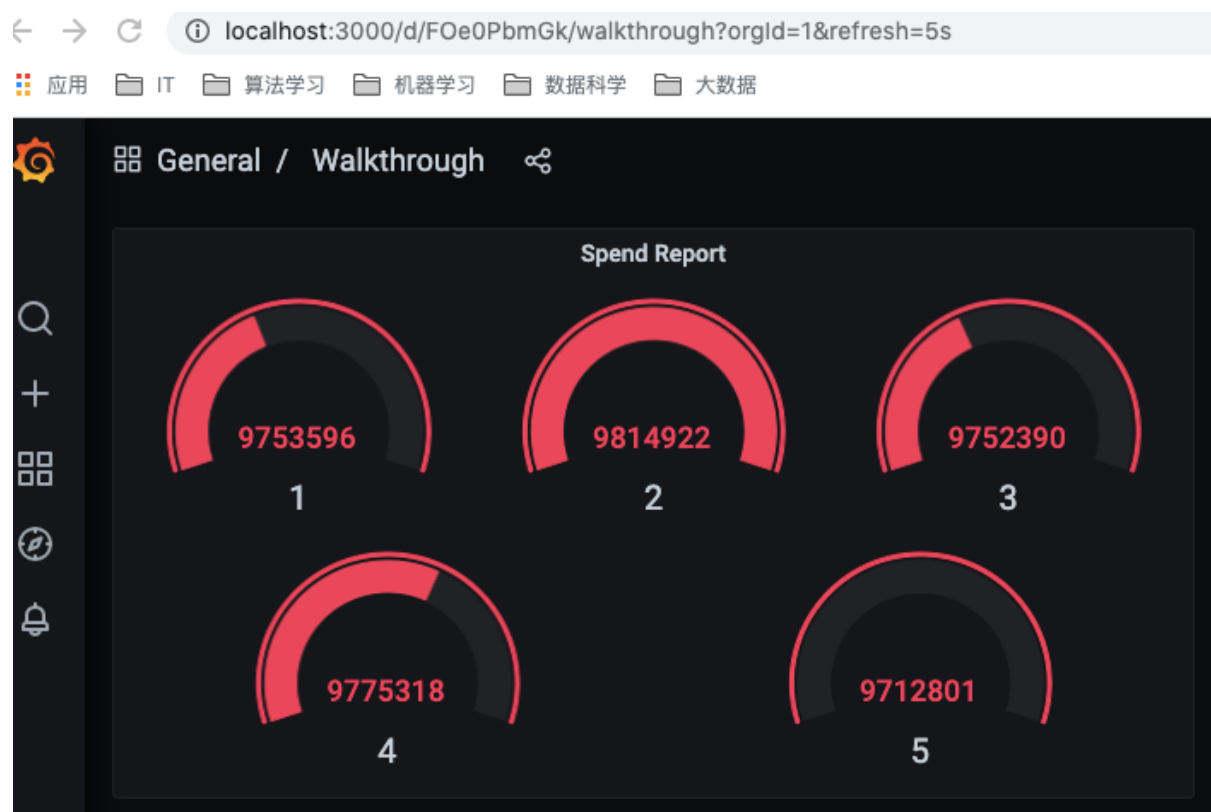 localhost:3000/d/FOe0PbmGk/walkthrough?orgId=1&refresh=5s
应用 IT 算法学习 机器学习 数据科学 大数据
General / Walkthrough
Spend Report
9753596 9814922 9752390
1 2 3
9775318 9712801
4 5